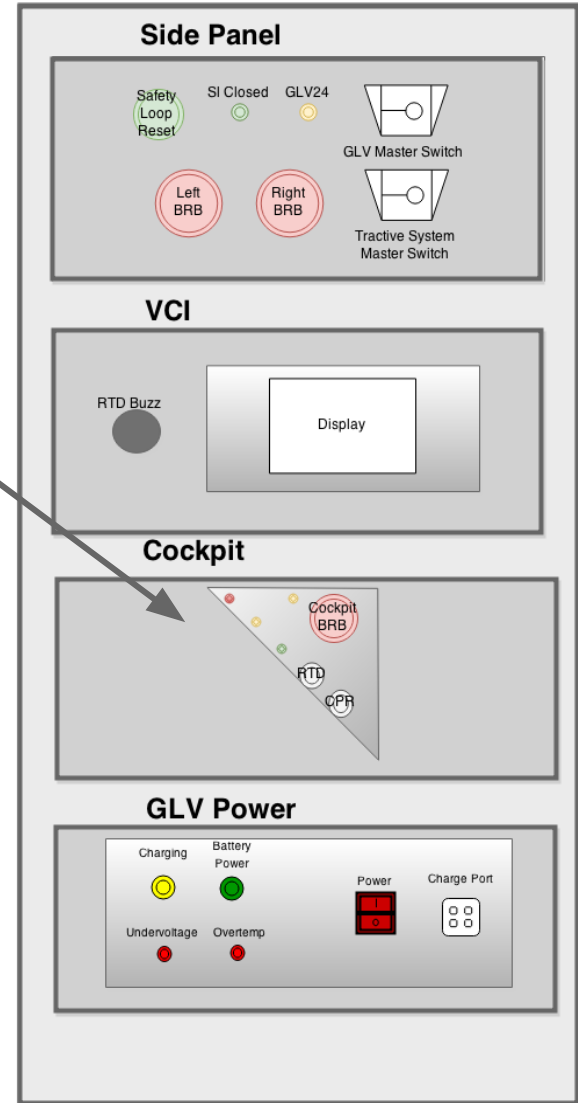 Side Panel
Safety
Loop
Reset
Sl Closed
GLV24
GLV Master Switch
Left
BRB
Right
BRB
Tractive System
Master Switch
VCI
RTD Buzz
Display
Cockpit
Cockpit
BRB
RTD
CPR
GLV Power
Charging
Battery
Power
Power
Charge Port
I
O
Undervoltage
Overtemp